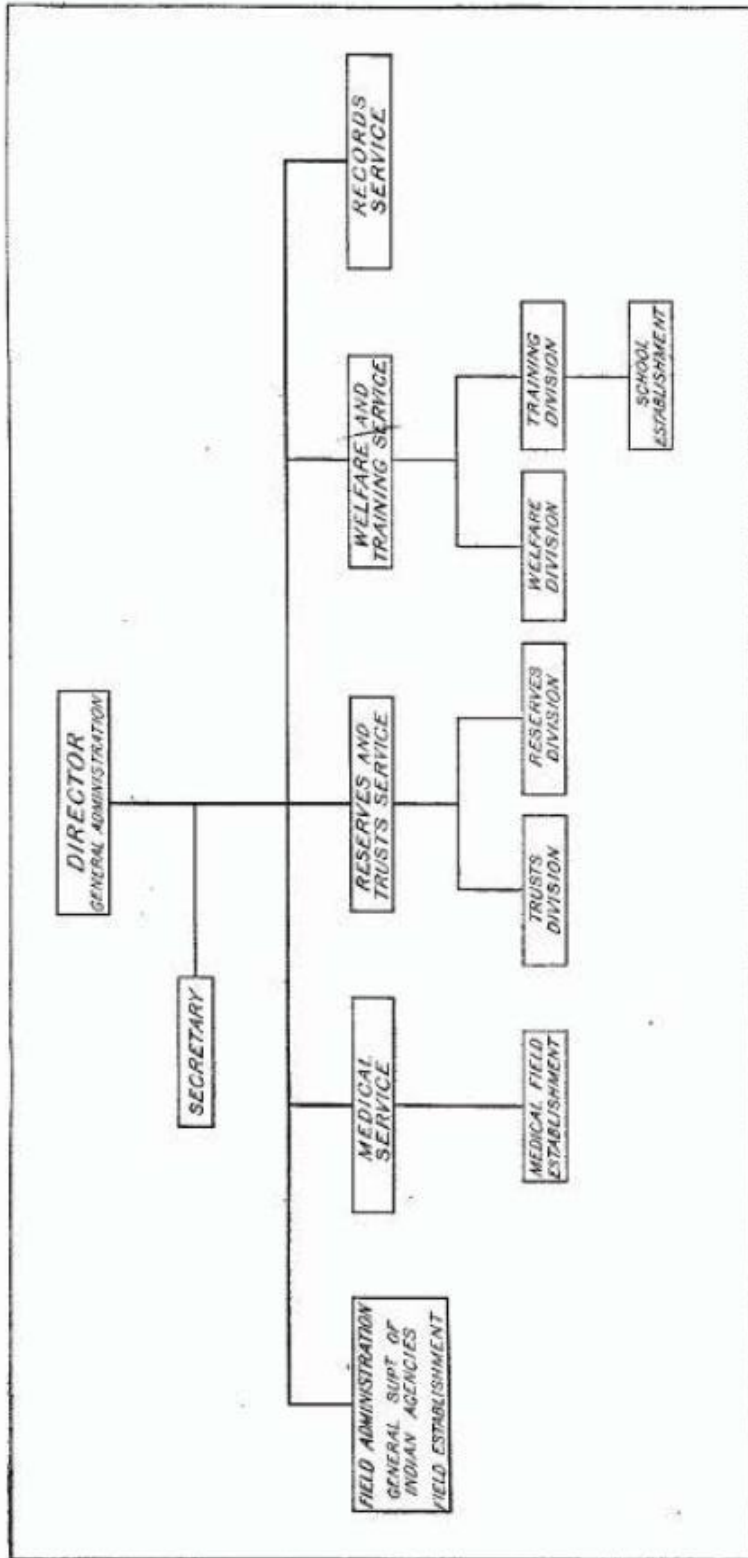 DIRECTOR
GENERAL ADMINISTRATION
SECRETARY
FIELD ADMINISTRATION
GENERAL SUPT OF
INDIAN AGENCIES
FIELD ESTABLISHMENT
MEDICAL
SERVICE
RESERVES AND
TRUSTS SERVICE
WELFARE AND
TRAINING SERVICE
RECORDS
SERVICE
MEDICAL FIELD
ESTABLISHMENT
TRUSTS
DIVISION
RESERVES
DIVISION
WELFARE
DIVISION
TRAINING
DIVISION
SCHOOL
ESTABLISHMENT